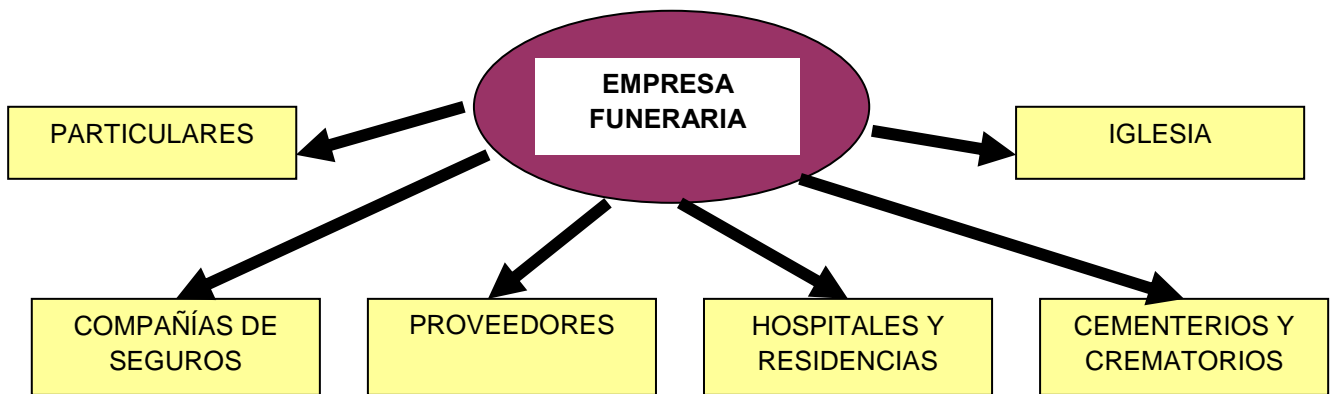 EMPRESA
FUNERARIA
PARTICULARES
IGLESIA
COMPAÑÍAS DE
SEGUROS
PROVEEDORES
HOSPITALES Y
RESIDENCIAS
CEMENTERIOS Y
CREMATORIOS